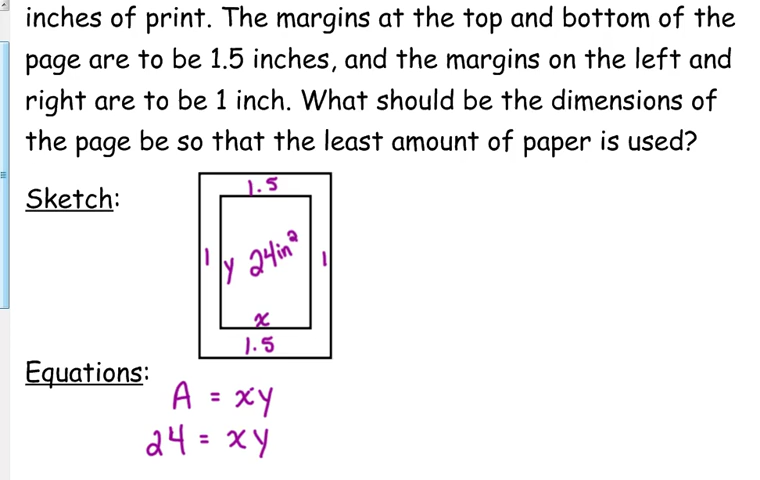 inches of print. The margins at the top and bottom of the
page are to be 1.5 inches, and the margins on the left and
right are to be 1 inch. What should be the dimensions of
the page be so that the least amount of paper is used?
Sketch:
1.5
1 y 24in² 1
x
1.5
Equations:
A = xy
24 = xy